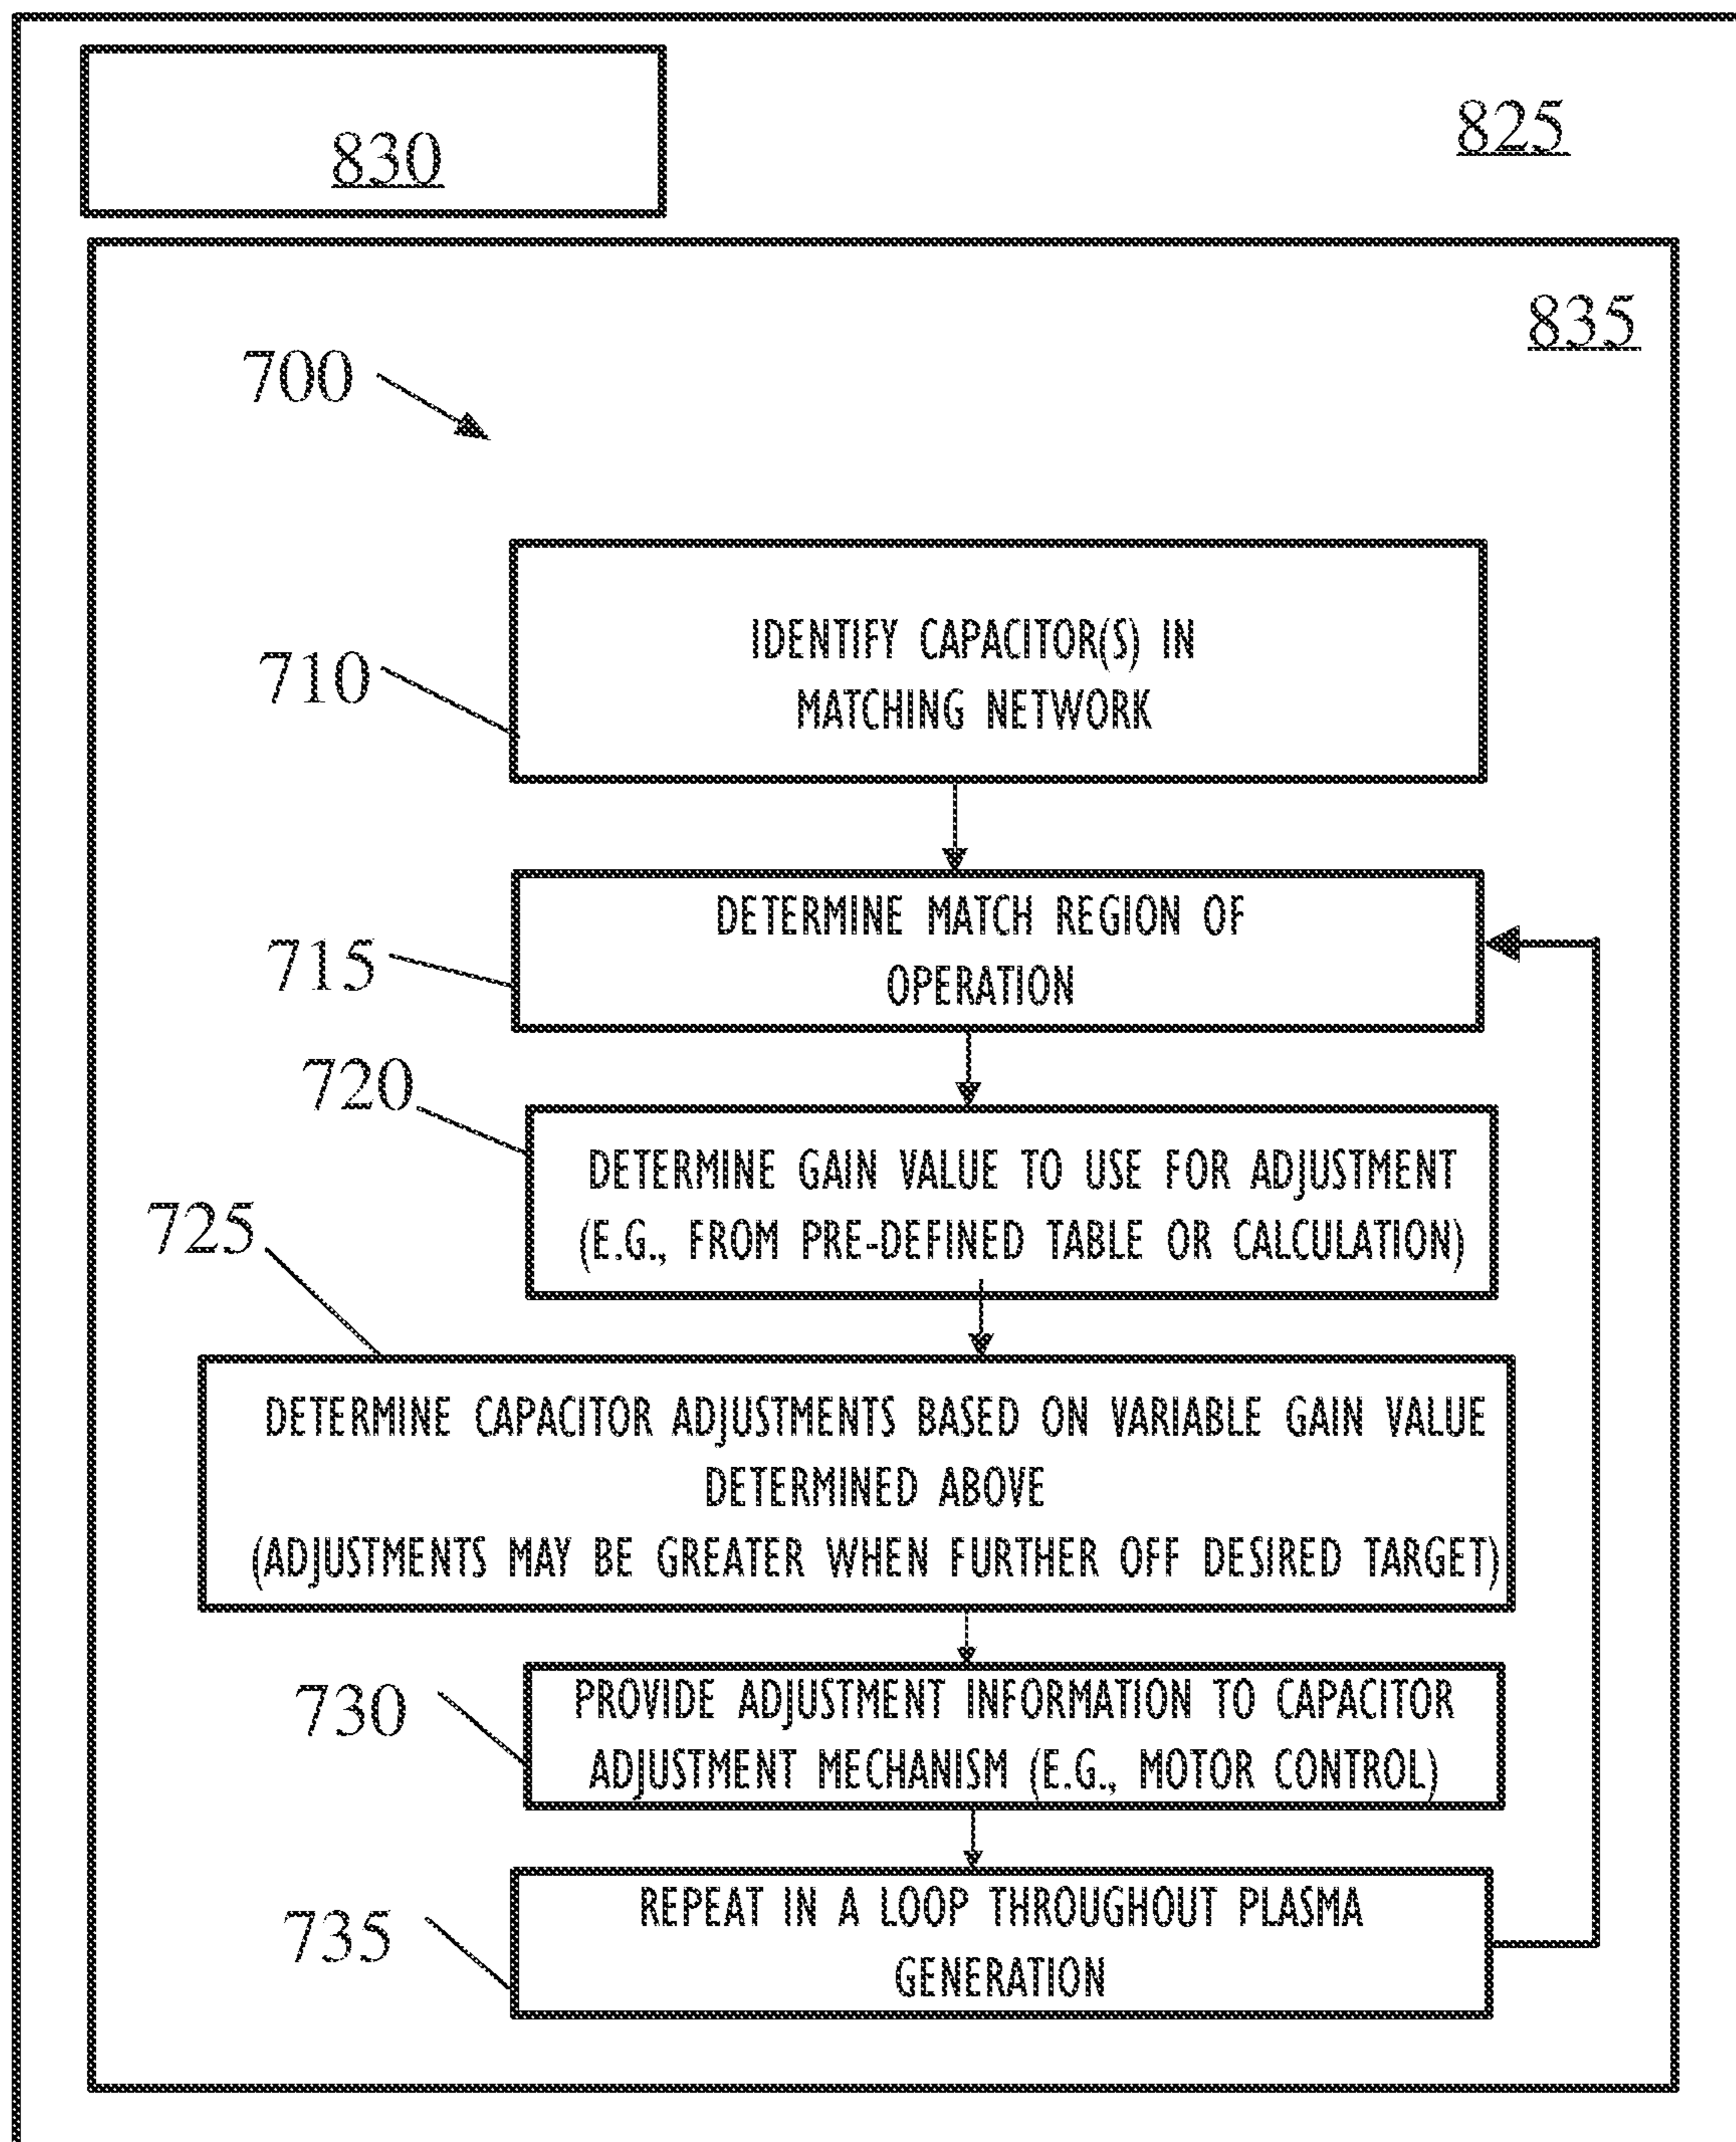 830
825
835
700
710
IDENTIFY CAPACITOR(S) IN
MATCHING NETWORK
715
DETERMINE MATCH REGION OF
OPERATION
720
DETERMINE GAIN VALUE TO USE FOR ADJUSTMENT
(E.G., FROM PRE-DEFINED TABLE OR CALCULATION)
725
DETERMINE CAPACITOR ADJUSTMENTS BASED ON VARIABLE GAIN VALUE
DETERMINED ABOVE
(ADJUSTMENTS MAY BE GREATER WHEN FURTHER OFF DESIRED TARGET)
730
PROVIDE ADJUSTMENT INFORMATION TO CAPACITOR
ADJUSTMENT MECHANISM (E.G., MOTOR CONTROL)
735
REPEAT IN A LOOP THROUGHOUT PLASMA
GENERATION